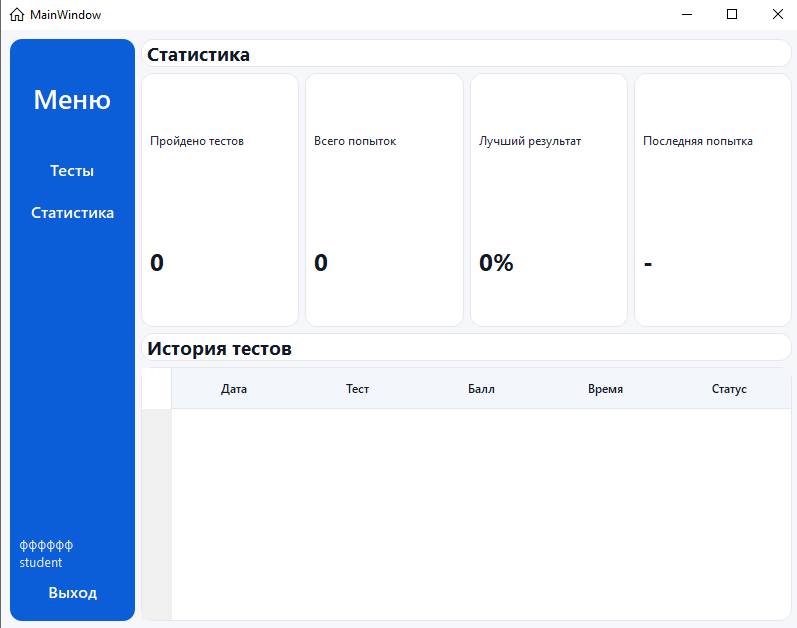 MainWindow
Меню
Тесты
Статистика
фффффф
student
Выход
Статистика
Пройдено тестов
0
Всего попыток
0
Лучший результат
0%
Последняя попытка
-
История тестов
Дата Тест Балл Время Статус